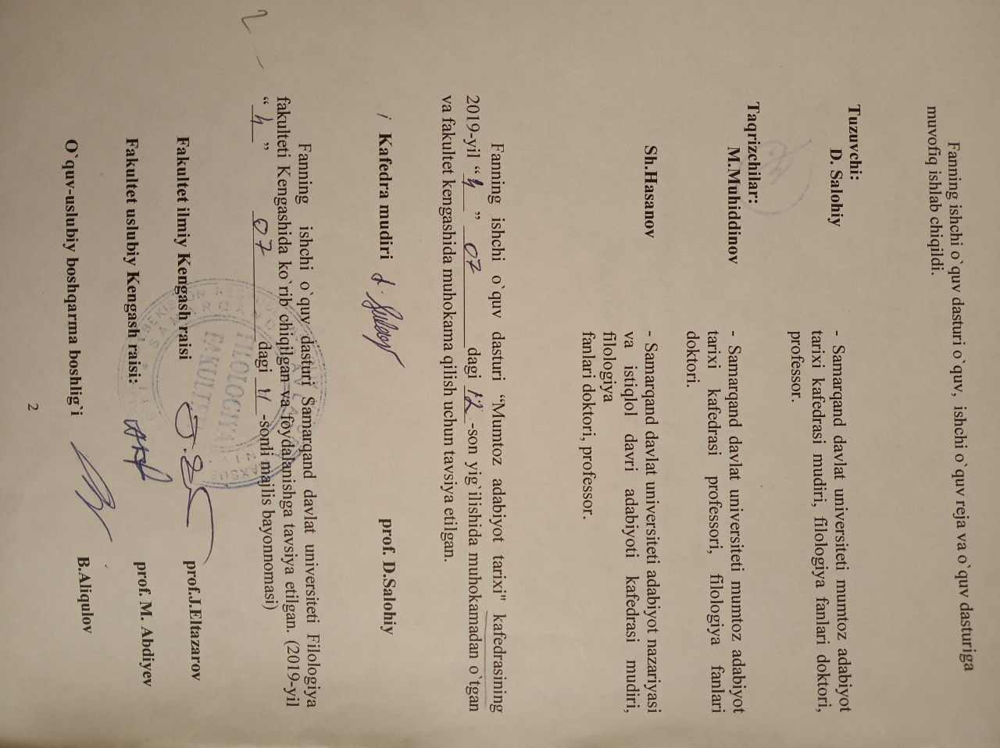 Fanning ishchi o`quv dasturi o`quv, ishchi o`quv reja va o`quv dasturiga
muvofiq ishlab chiqildi.
Tuzuvchi:
D. Salohiy - Samarqand davlat universiteti mumtoz adabiyot
tarixi kafedrasi mudiri, filologiya fanlari doktori,
professor.
Taqrizchilar:
M.Muhiddinov - Samarqand davlat universiteti mumtoz adabiyot
tarixi kafedrasi professori, filologiya fanlari
doktori.
Sh.Hasanov - Samarqand davlat universiteti adabiyot nazariyasi
va istiqlol davri adabiyoti kafedrasi mudiri,
filologiya
fanlari doktori, professor.
Fanning ishchi o`quv dasturi “Mumtoz adabiyot tarixi" kafedrasining
2019-yil “ ” 07 dagi 12 -son yig`ilishida muhokamadan o`tgan
va fakultet kengashida muhokama qilish uchun tavsiya etilgan.
Kafedra mudiri prof. D.Salohiy
Fanning ishchi o`quv dasturi Samarqand davlat universiteti Filologiya
fakulteti Kengashida ko`rib chiqilgan va foydalanishga tavsiya etilgan. (2019-yil
“ ” 07 dagi 11 -sonli majlis bayonnomasi)
Fakultet ilmiy Kengash raisi prof.J.Eltazarov
Fakultet uslubiy Kengash raisi: prof. M. Abdiyev
O`quv-uslubiy boshqarma boshlig`i B.Aliqulov
FILOLOGIYA
2